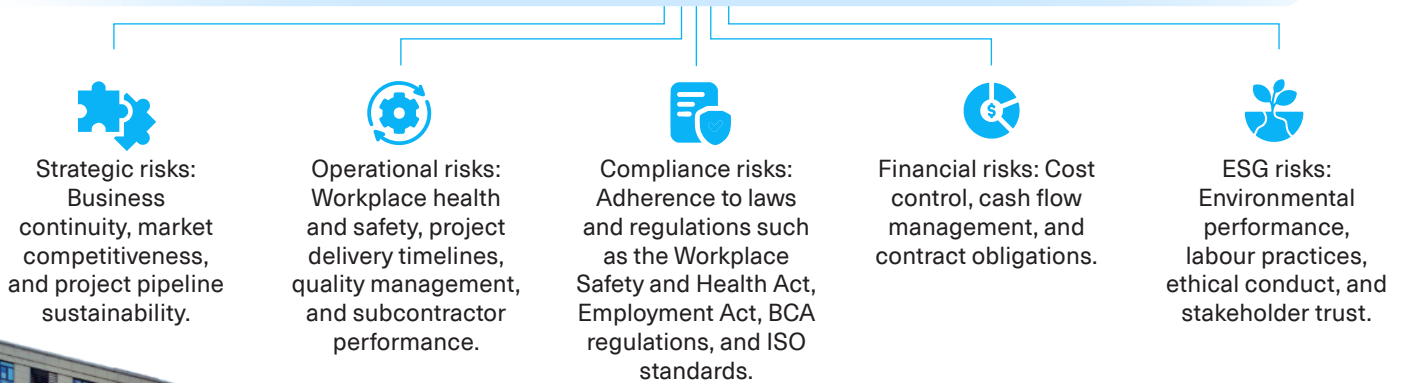 Strategic risks:
Business
continuity, market
competitiveness,
and project pipeline
sustainability.
Operational risks:
Workplace health
and safety, project
delivery timelines,
quality management,
and subcontractor
performance.
Compliance risks:
Adherence to laws
and regulations such
as the Workplace
Safety and Health Act,
Employment Act, BCA
regulations, and ISO
standards.
Financial risks: Cost
control, cash flow
management, and
contract obligations.
ESG risks:
Environmental
performance,
labour practices,
ethical conduct, and
stakeholder trust.